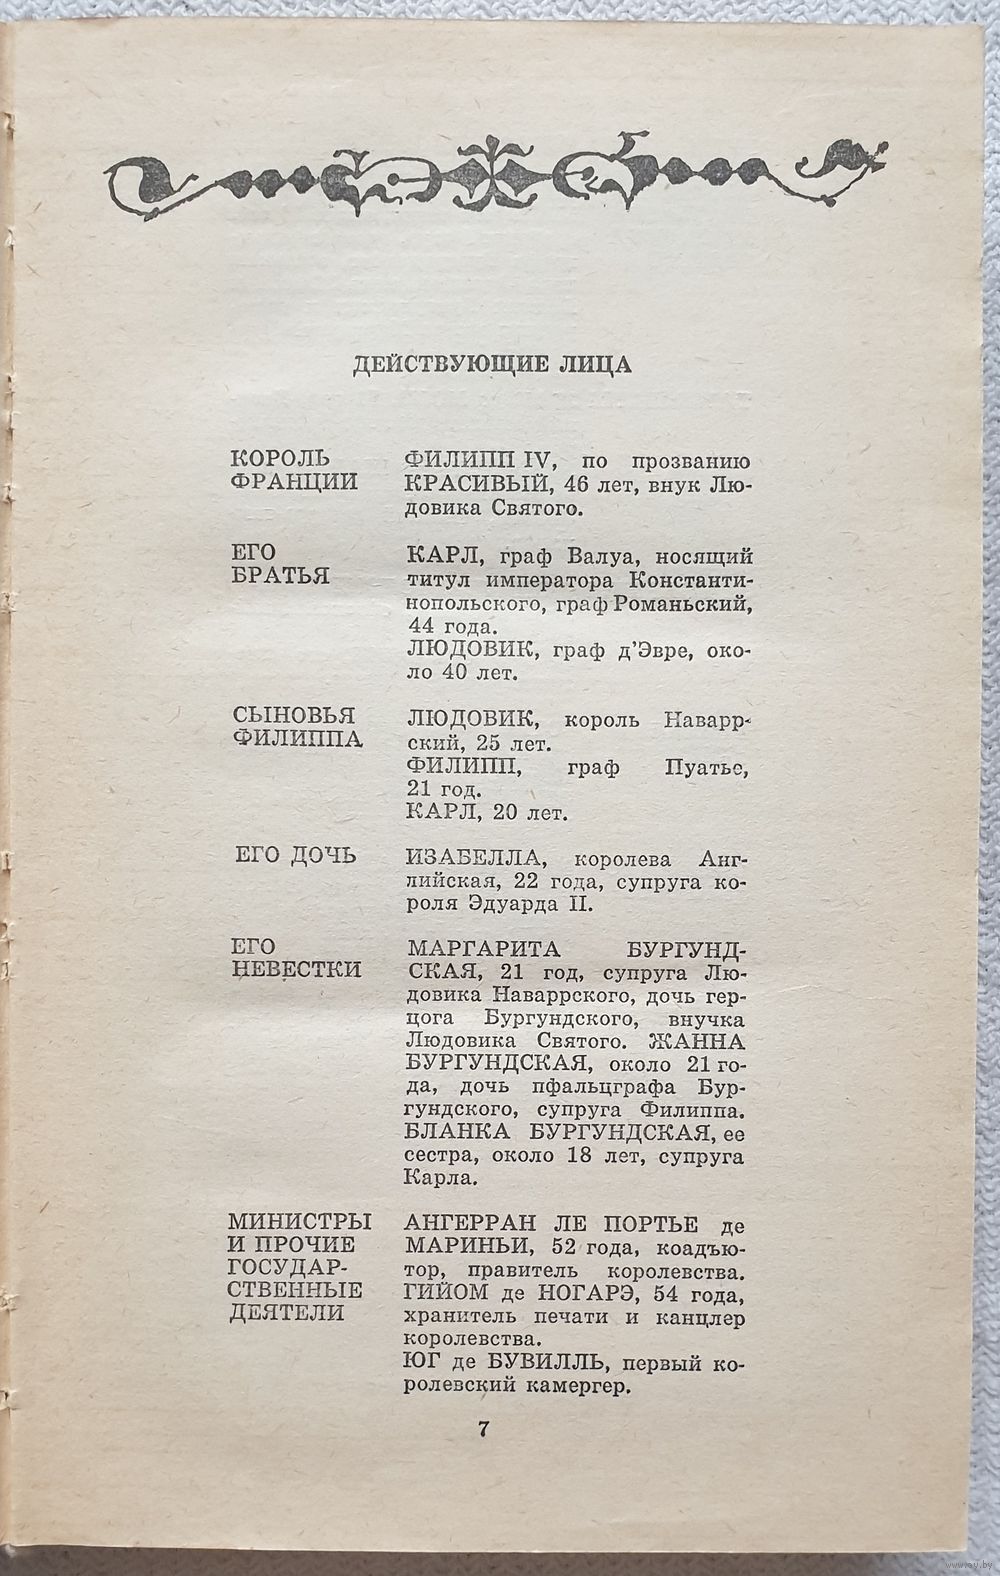 ДЕЙСТВУЮЩИЕ ЛИЦА
КОРОЛЬ
ФРАНЦИИ
ФИЛИПП IV, по прозванию
КРАСИВЫЙ, 46 лет, внук Лю-
довика Святого.
ЕГО
БРАТЬЯ
КАРЛ, граф Валуа, носящий
титул императора Константи-
нопольского, граф Романьский,
44 года.
ЛЮДОВИК, граф д’Эвре, око-
ло 40 лет.
СЫНОВЬЯ
ФИЛИППА
ЛЮДОВИК, король Наварр-
ский, 25 лет.
ФИЛИПП, граф Пуатье,
21 год.
КАРЛ, 20 лет.
ЕГО ДОЧЬ
ИЗАБЕЛЛА, королева Анг-
лийская, 22 года, супруга ко-
роля Эдуарда II.
ЕГО
НЕВЕСТКИ
МАРГАРИТА БУРГУНД-
СКАЯ, 21 год, супруга Лю-
довика Наваррского, дочь гер-
цога Бургундского, внучка
Людовика Святого. ЖАННА
БУРГУНДСКАЯ, около 21 го-
да, дочь пфальцграфа Бур-
гундского, супруга Филиппа.
БЛАНКА БУРГУНДСКАЯ, ее
сестра, около 18 лет, супруга
Карла.
МИНИСТРЫ
И ПРОЧИЕ
ГОСУДАР-
СТВЕННЫЕ
ДЕЯТЕЛИ
АНГЕРРАН ЛЕ ПОРТЬЕ де
МАРИНЬИ, 52 года, коадъю-
тор, правитель королевства.
ГИЙОМ де НОГАРЭ, 54 года,
хранитель печати и канцлер
королевства.
ЮГ де БУВИЛЛЬ, первый ко-
ролевский камергер.
7
www.ay.by